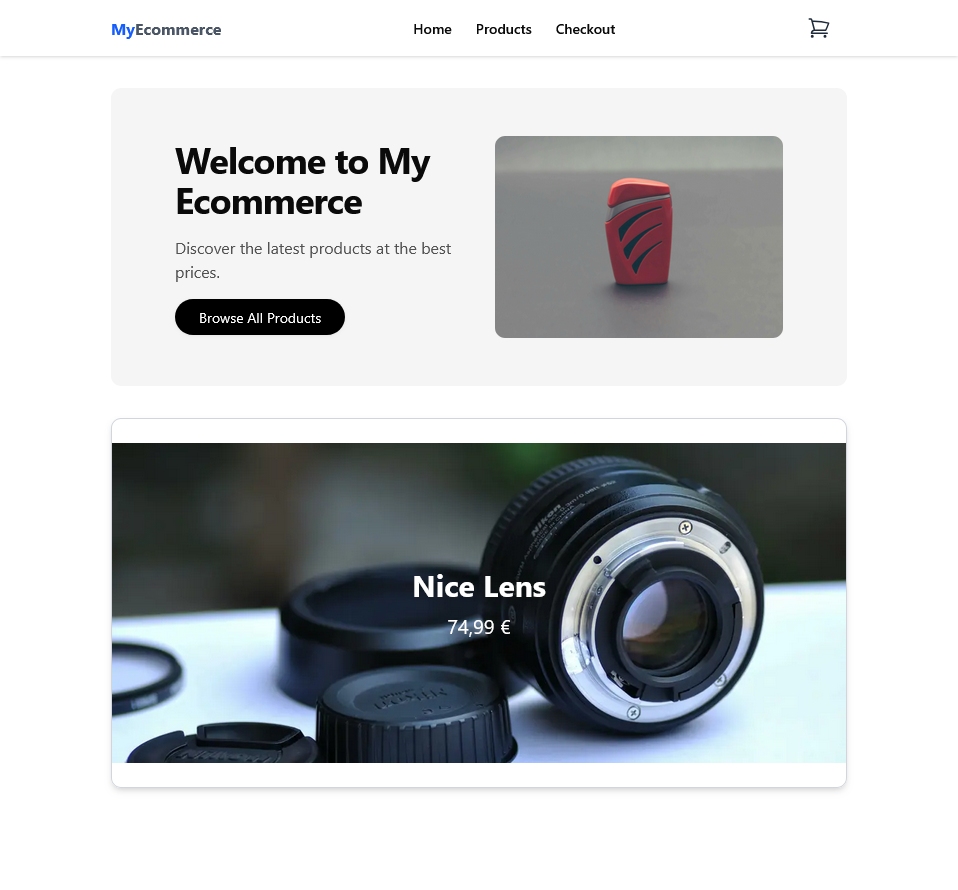 MyEcommerce
Home
Products
Checkout
Welcome to My
Ecommerce
Discover the latest products at the best
prices.
Browse All Products
NIKON
Nice Lens
74,99 €